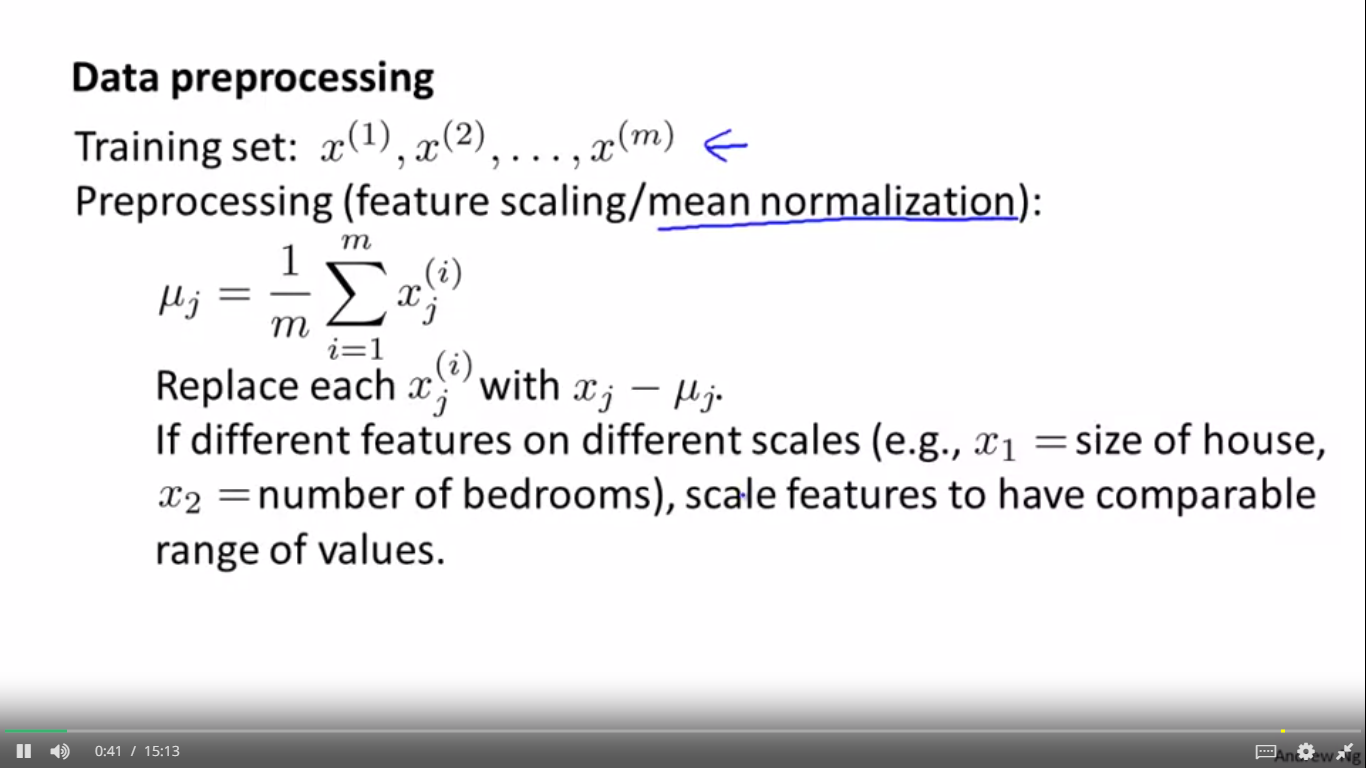 Data preprocessing
Training set: x^(1), x^(2), . . . , x^(m)
Preprocessing (feature scaling/mean normalization):
μ_j = 1/m ∑_{i=1}^{m} x_j^(i)
Replace each x_j^(i) with x_j − μ_j.
If different features on different scales (e.g., x_1 = size of house,
x_2 = number of bedrooms), scale features to have comparable
range of values.
0:41 / 15:13
Andrew Ng